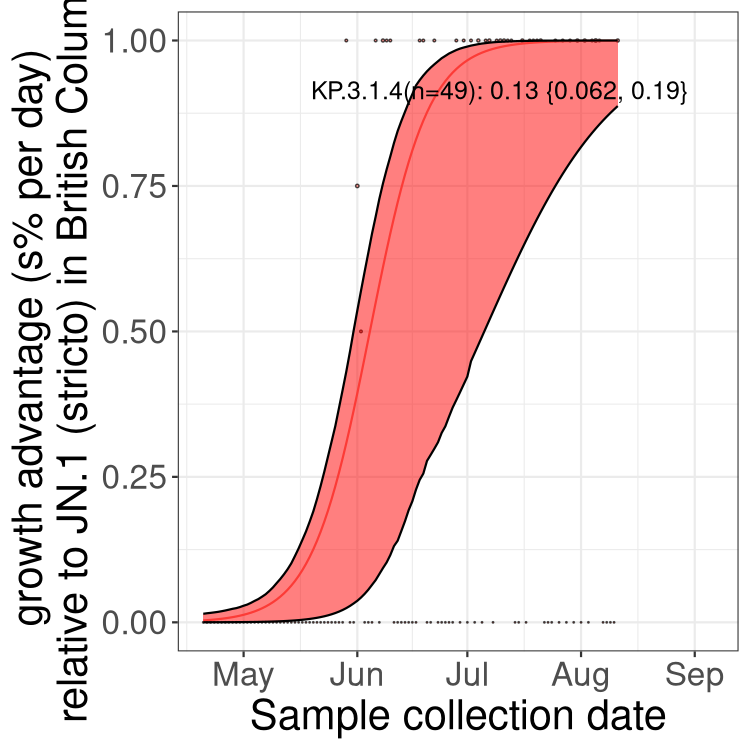 growth advantage (s% per day)
relative to JN.1 (stricto) in British Colum
1.00
0.75
0.50
0.25
0.00
KP.3.1.4(n=49): 0.13 {0.062, 0.19}
May Jun Jul Aug Sep
Sample collection date